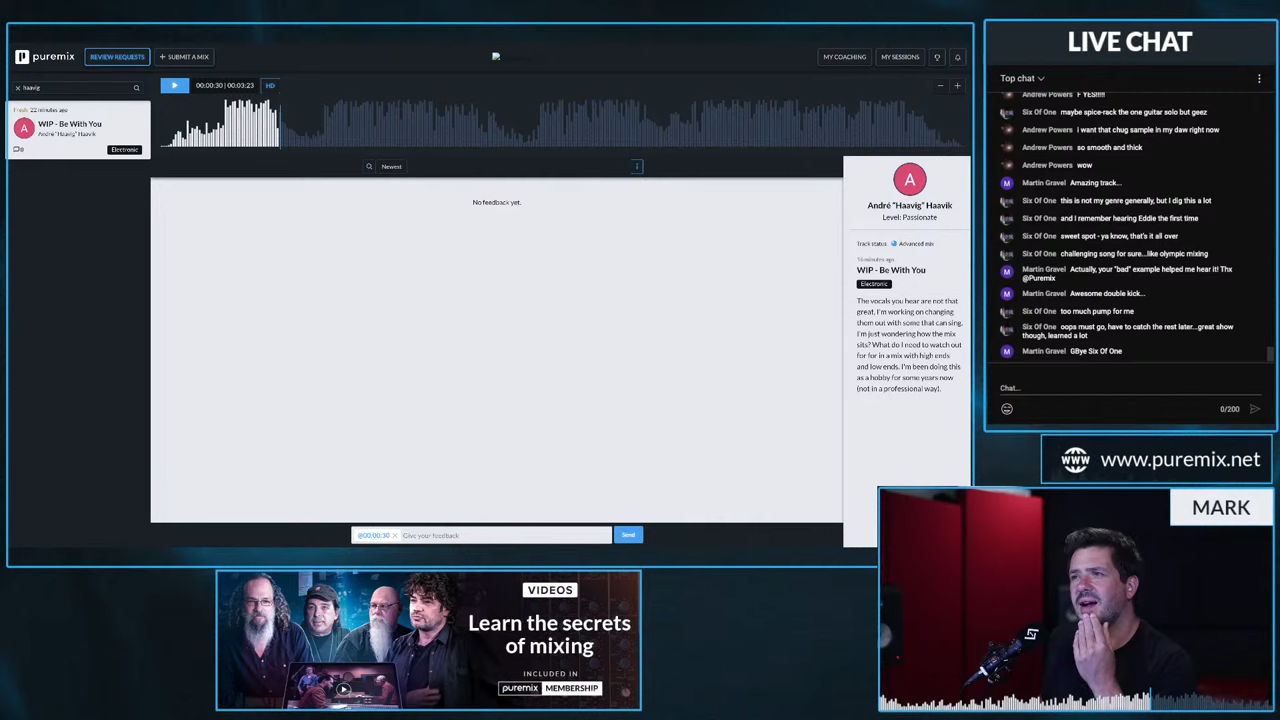 puremix
REVIEW REQUESTS
+ SUBMIT A MIX
MY COACHING
MY SESSIONS
× haavig
00:00:30 | 00:03:23
HD
Fresh 22 minutes ago
A
WIP - Be With You
André "Haavig" Haavik
0
Electronic
Newest
No feedback yet.
A
André "Haavig" Haavik
Level: Passionate
Track status: Advanced mix
16 minutes ago
WIP - Be With You
Electronic
The vocals you hear are not that
great, I'm working on changing
them out with some that can sing.
I'm just wondering how the mix
sits? What do I need to watch out
for for in a mix with high ends
and low ends. I'm been doing this
as a hobby for some years now
(not in a professional way).
@00:00:30 × Give your feedback
Send
LIVE CHAT
Top chat
Andrew Powers F YES!!!!!
Six Of One maybe spice-rack the one guitar solo but geez
Andrew Powers i want that chug sample in my daw right now
Andrew Powers so smooth and thick
Andrew Powers wow
M Martin Gravel Amazing track...
Six Of One this is not my genre generally, but I dig this a lot
Six Of One and I remember hearing Eddie the first time
Six Of One sweet spot - ya know, that's it all over
Six Of One challenging song for sure...like olympic mixing
M Martin Gravel Actually, your "bad" example helped me hear it! Thx
@Puremix
M Martin Gravel Awesome double kick...
Six Of One too much pump for me
Six Of One oops must go, have to catch the rest later...great show
though, learned a lot
M Martin Gravel GBye Six Of One
Chat...
0/200
WWW www.puremix.net
MARK
VIDEOS
Learn the secrets
of mixing
INCLUDED IN
puremix MEMBERSHIP